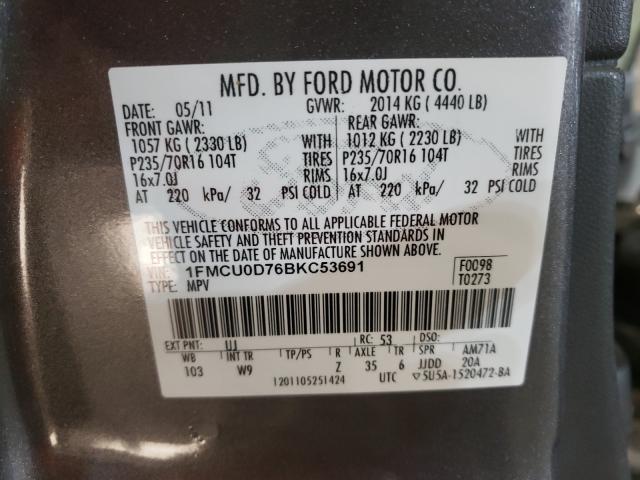 MFD. BY FORD MOTOR CO.
DATE: 05/11 GVWR: 2014 KG ( 4440 LB)
FRONT GAWR: REAR GAWR:
1057 KG ( 2330 LB) WITH 1012 KG ( 2230 LB) WITH
P235/70R16 104T TIRES P235/70R16 104T TIRES
16x7.0J RIMS 16x7.0J RIMS
AT 220 kPa/ 32 PSI COLD AT 220 kPa/ 32 PSI COLD
THIS VEHICLE CONFORMS TO ALL APPLICABLE FEDERAL MOTOR
VEHICLE SAFETY AND THEFT PREVENTION STANDARDS IN
EFFECT ON THE DATE OF MANUFACTURE SHOWN ABOVE.
VIN: 1FMCU0D76BKC53691 F0098
TYPE: MPV T0273
EXT PNT: UJ RC: 53 DSO:
WB INT TR TP/PS R AXLE TR SPR AM71A
103 W9 Z 35 6 JJDD 20A
1201105251424 UTC ▽5U5A-1520472-BA